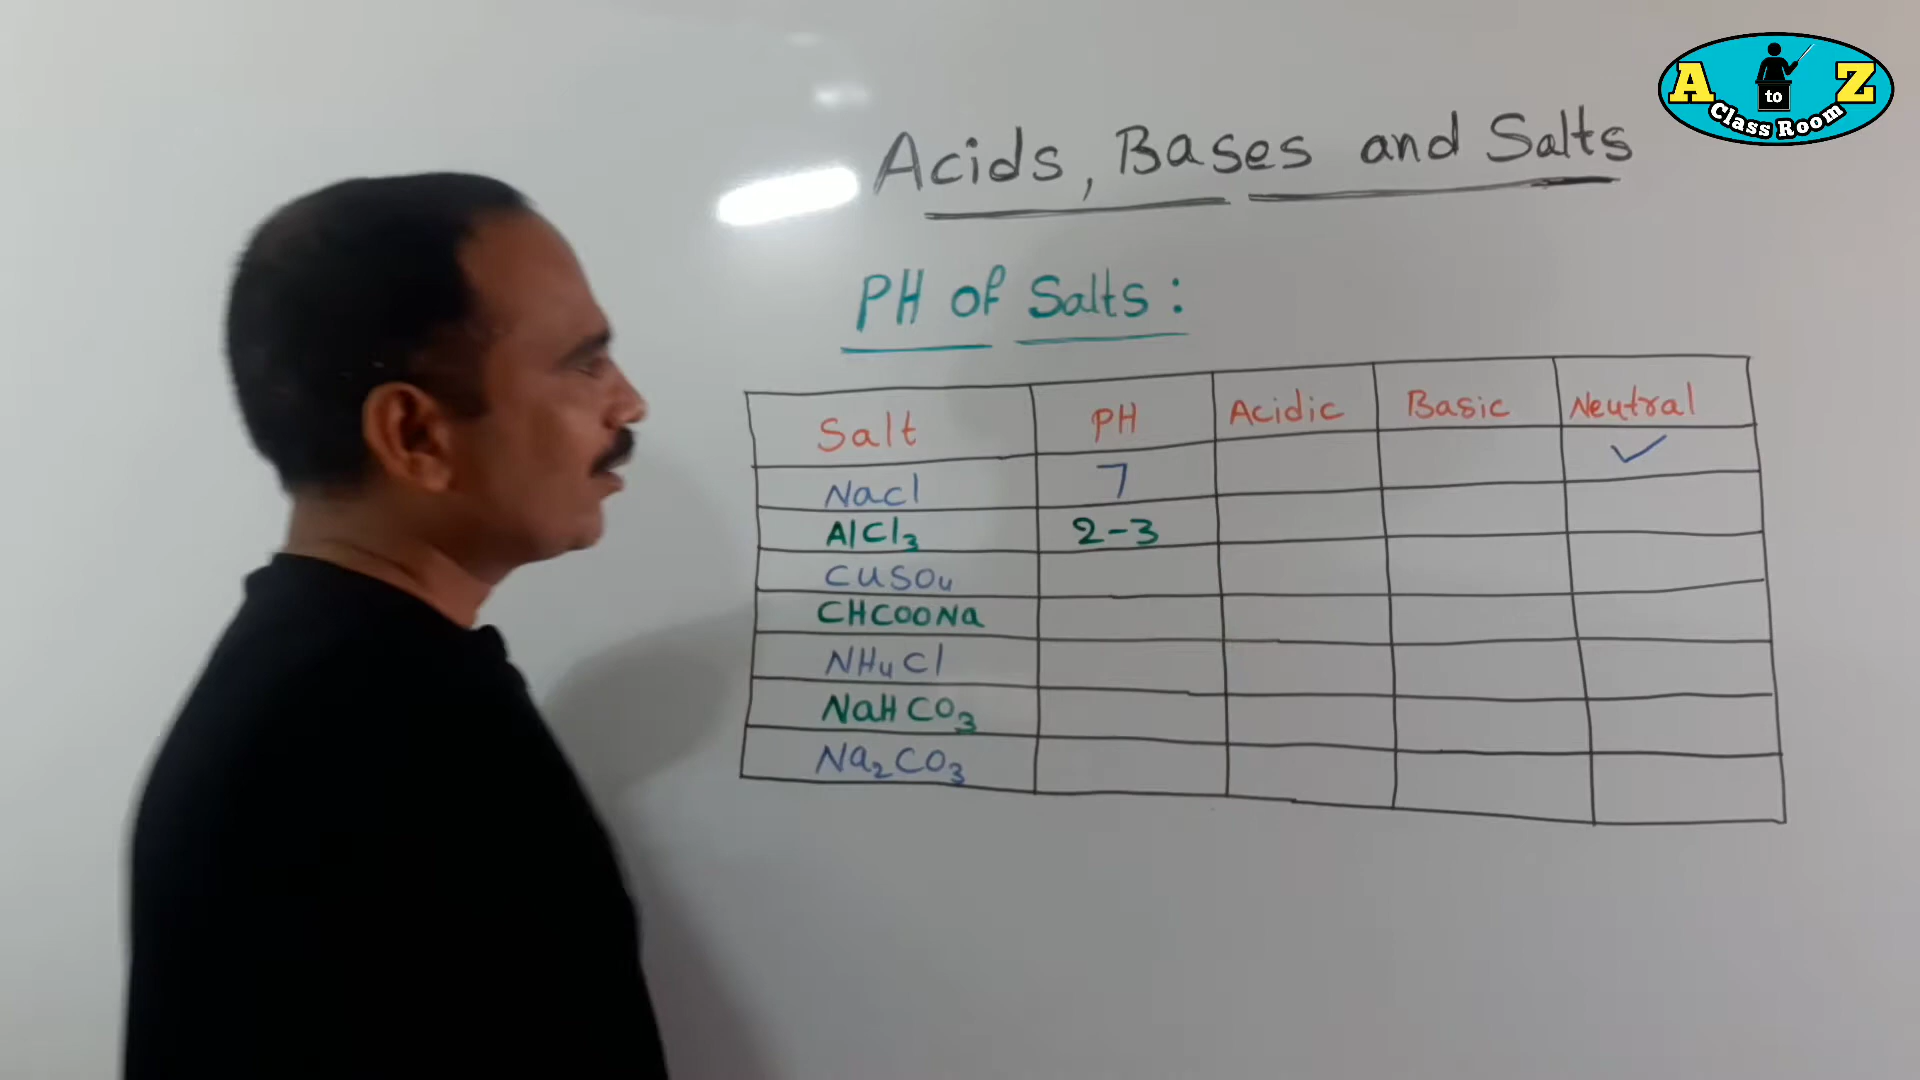 A to Z
Class Room
Acids, Bases and Salts
PH of Salts:
Salt PH Acidic Basic Neutral
Nacl 7 ✓
AlCl₃ 2-3
CUSO₄
CHCOONa
NH₄Cl
NaHCO₃
Na₂CO₃